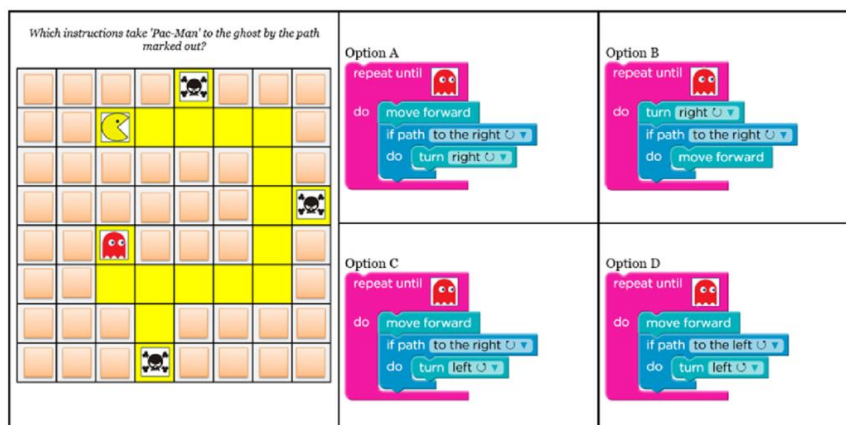 Which instructions take 'Pac-Man' to the ghost by the path
marked out?
Option A
repeat until
do move forward
if path to the right ↻ ▼
do turn right ↻ ▼
Option B
repeat until
do turn right ↻ ▼
if path to the right ↻ ▼
do move forward
Option C
repeat until
do move forward
if path to the right ↻ ▼
do turn left ↺ ▼
Option D
repeat until
do move forward
if path to the left ↺ ▼
do turn left ↺ ▼